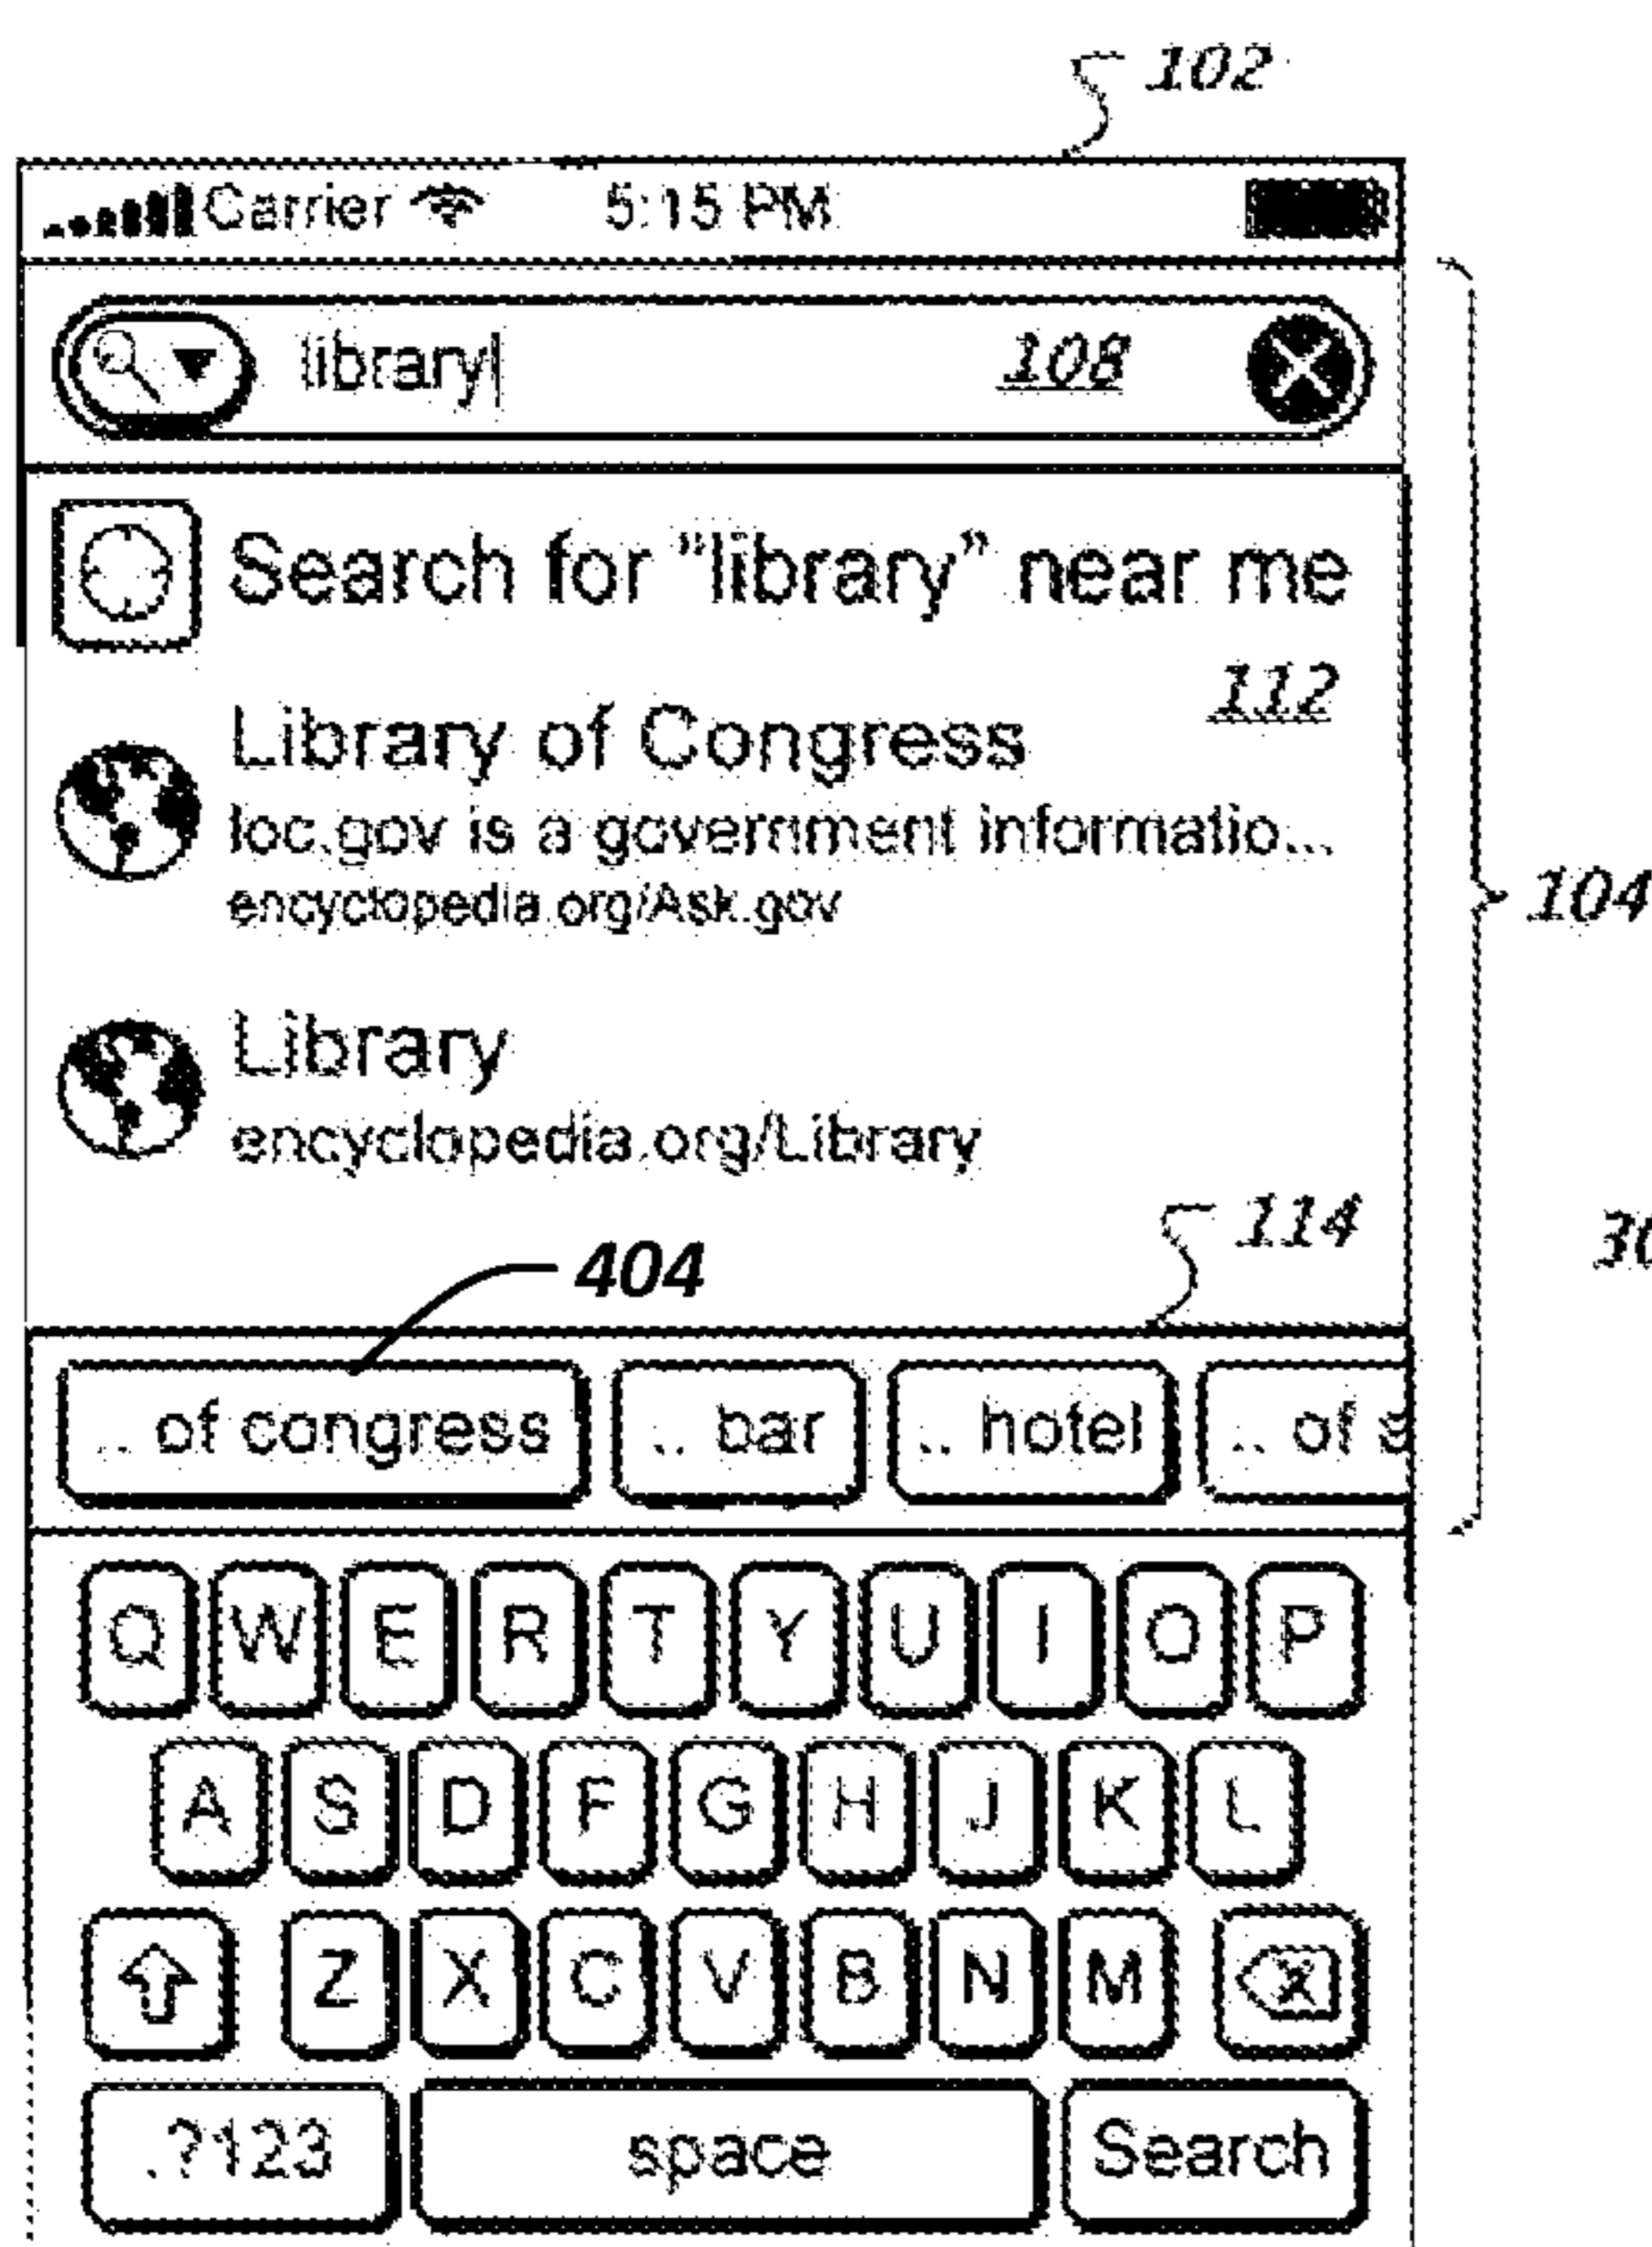 102
Carrier 5:15 PM
library 108
Search for "library" near me
112
Library of Congress
loc.gov is a government informatio...
encyclopedia.org/Ask.gov
104
Library
encyclopedia.org/Library
114
30
404
.. of congress .. bar .. hotel .. of a
Q W E R T Y U I O P
A S D F G H J K L
Z X C V B N M
.?123 space Search